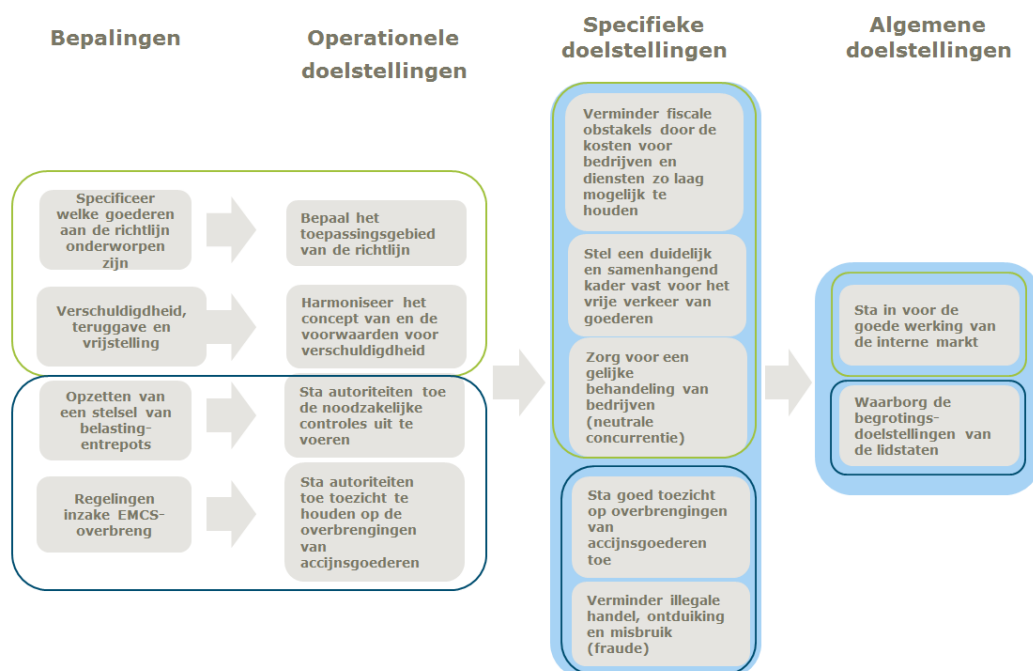 Bepalingen
Operationele
doelstellingen
Specifieke
doelstellingen
Algemene
doelstellingen
Specificeer
welke goederen
aan de richtlijn
onderworpen
zijn
Verschuldigdheid,
teruggave en
vrijstelling
Opzetten van
een stelsel van
belasting-
entrepots
Regelingen
inzake EMCS-
overbreng
Bepaal het
toepassingsgebied
van de richtlijn
Harmoniseer het
concept van en de
voorwaarden voor
verschuldigdheid
Sta autoriteiten toe
de noodzakelijke
controles uit te
voeren
Sta autoriteiten
toe toezicht te
houden op de
overbrengingen
van
accijnsgoederen
Verminder fiscale
obstakels door de
kosten voor
bedrijven en
diensten zo laag
mogelijk te
houden
Stel een duidelijk
en samenhangend
kader vast voor het
vrije verkeer van
goederen
Zorg voor een
gelijke
behandeling van
bedrijven
(neutrale
concurrentie)
Sta goed toezicht
op overbrengingen
van
accijnsgoederen
toe
Verminder illegale
handel, ontduiking
en misbruik
(fraude)
Sta in voor de
goede werking van
de interne markt
Waarborg de
begrotings-
doelstellingen van
de lidstaten